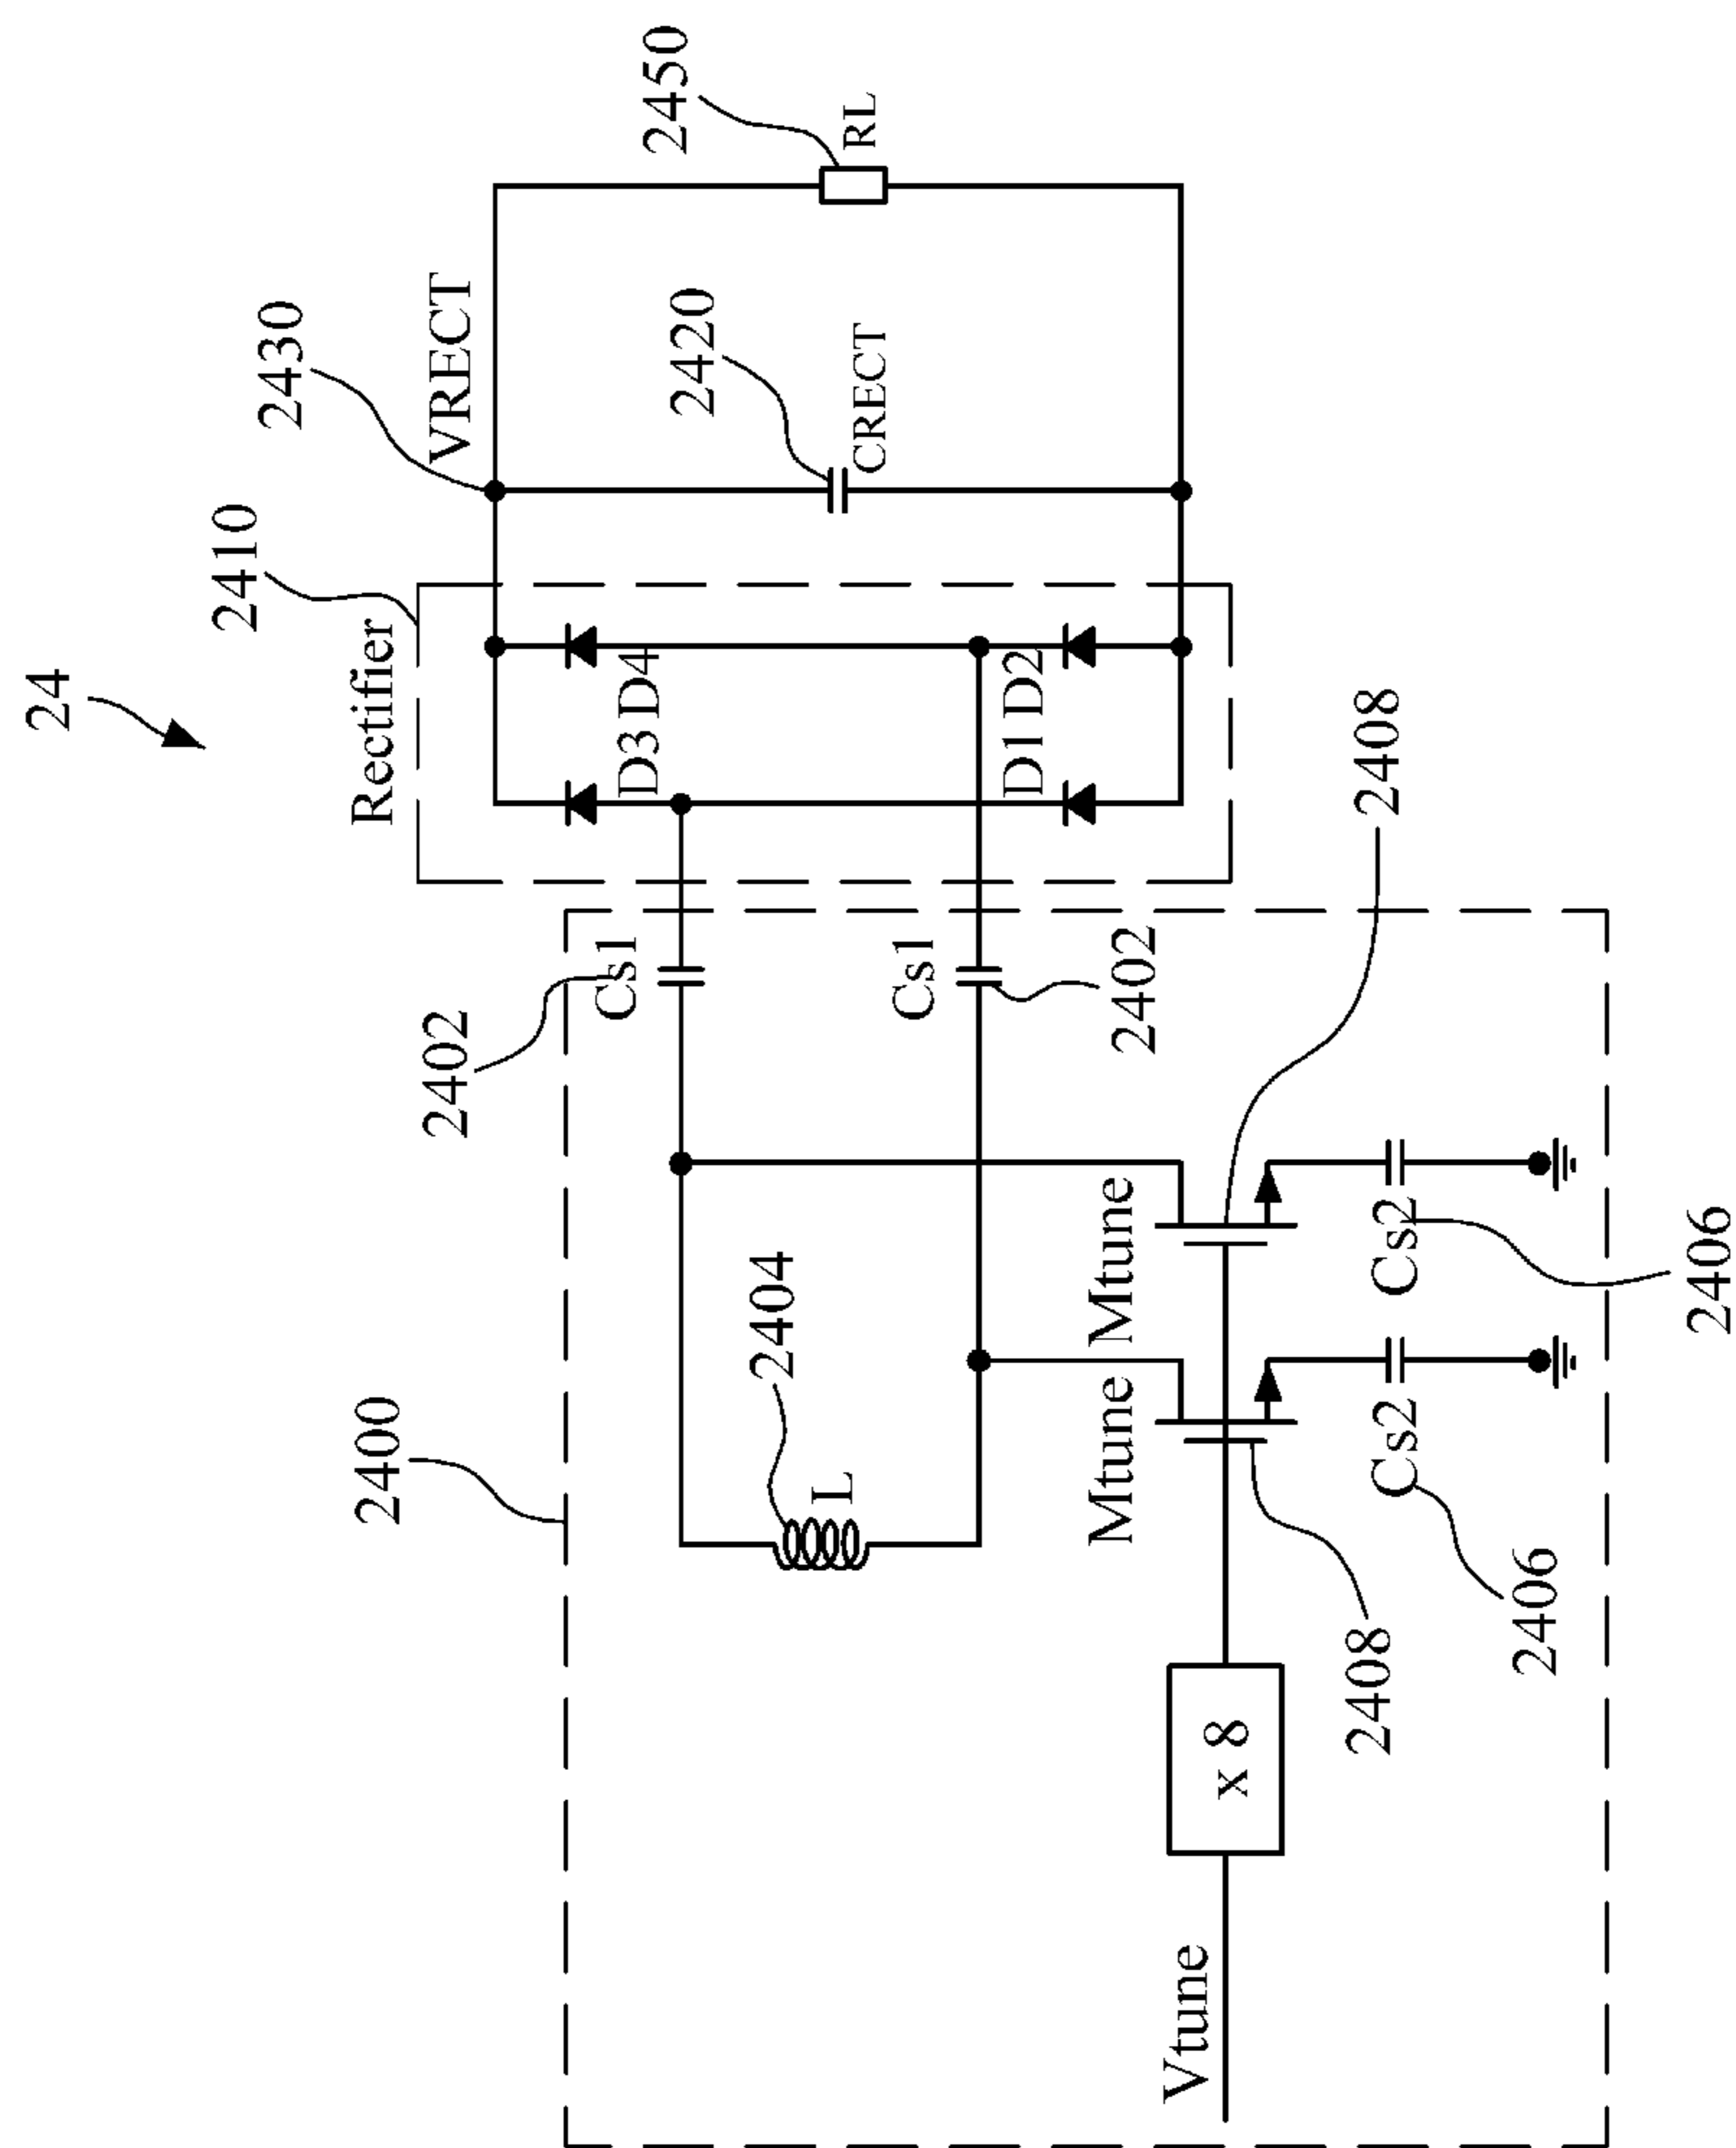 24
2450
RL
2430
VRECT
2420
CRECT
2410
Rectifier
D3 D4
D1 D2
2408
2402
Cs1
Cs1
2402
2400
2404
L
Mtune
Mtune
Cs2
2406
Cs2
2406
2408
x 8
Vtune